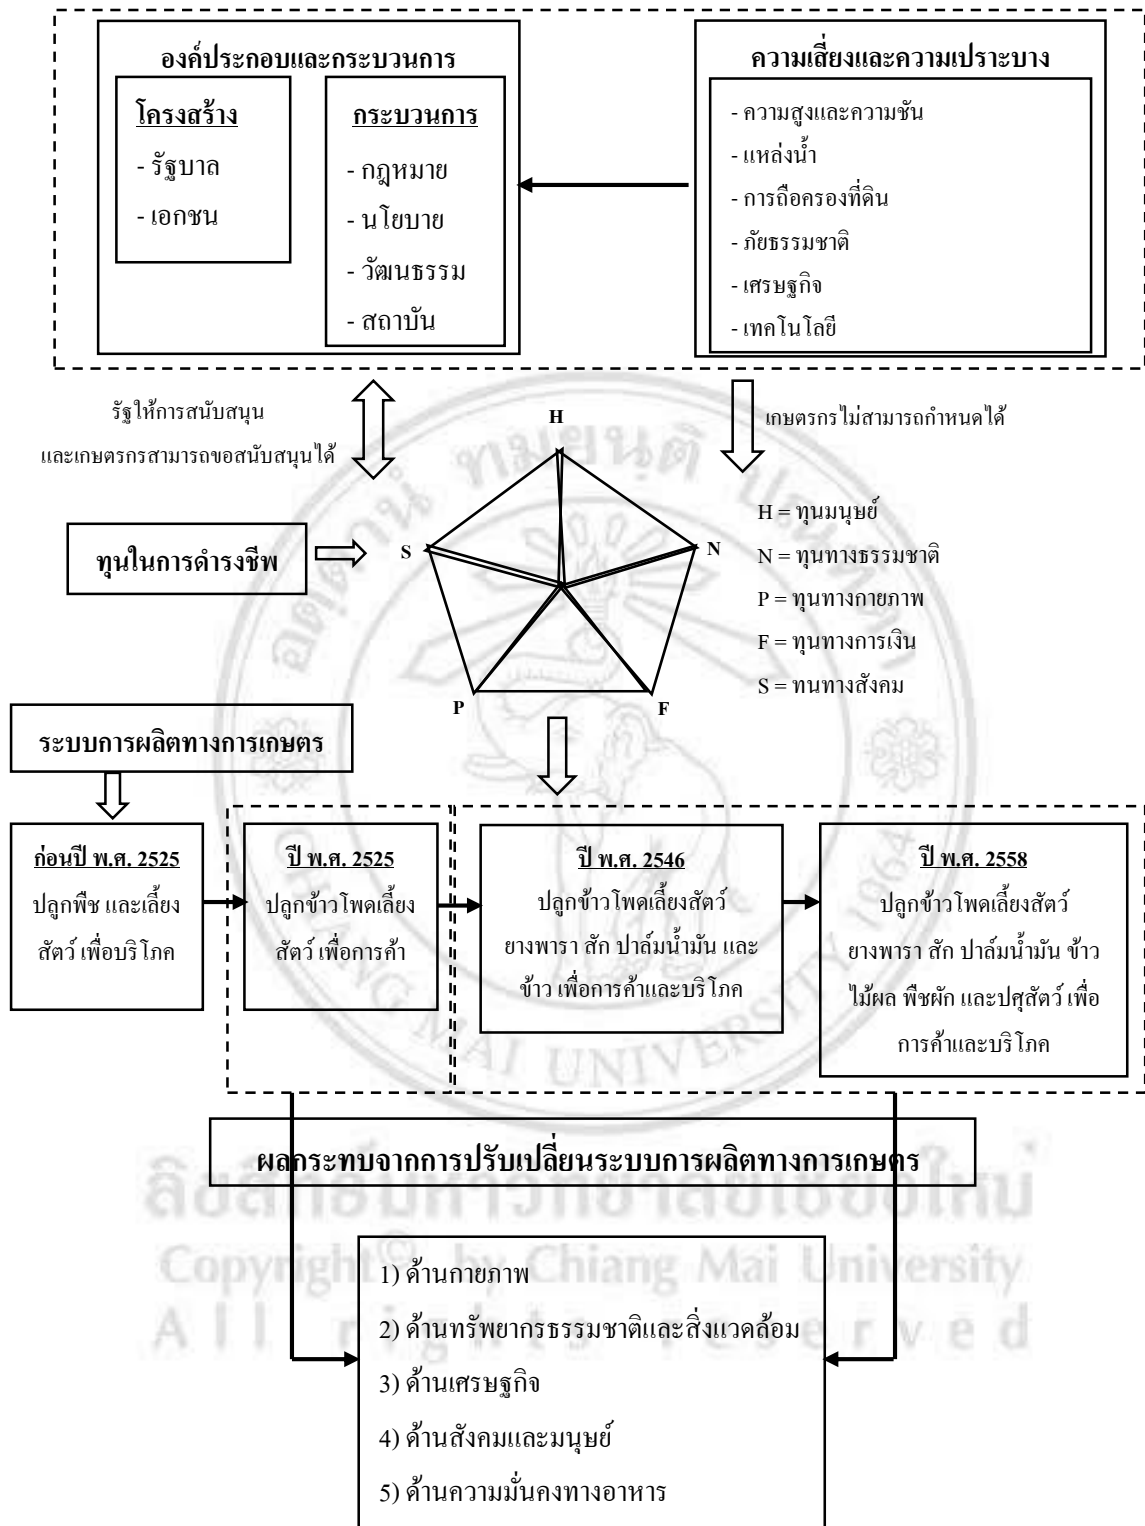 องค์ประกอบและกระบวนการ
โครงสร้าง
- รัฐบาล
- เอกชน
กระบวนการ
- กฎหมาย
- นโยบาย
- วัฒนธรรม
- สถาบัน
ความเสี่ยงและความเปราะบาง
- ความสูงและความชัน
- แหล่งน้ำ
- การถือครองที่ดิน
- ภัยธรรมชาติ
- เศรษฐกิจ
- เทคโนโลยี
รัฐให้การสนับสนุน
และเกษตรกรสามารถขอสนับสนุนได้
เกษตรกรไม่สามารถกำหนดได้
ทุนในการดำรงชีพ
H
S
N
P
F
H = ทุนมนุษย์
N = ทุนทางธรรมชาติ
P = ทุนทางกายภาพ
F = ทุนทางการเงิน
S = ทนทางสังคม
ระบบการผลิตทางการเกษตร
ก่อนปี พ.ศ. 2525
ปลูกพืช และเลี้ยง
สัตว์ เพื่อบริโภค
ปี พ.ศ. 2525
ปลูกข้าวโพดเลี้ยง
สัตว์ เพื่อการค้า
ปี พ.ศ. 2546
ปลูกข้าวโพดเลี้ยงสัตว์
ยางพารา สัก ปาล์มน้ำมัน และ
ข้าว เพื่อการค้าและบริโภค
ปี พ.ศ. 2558
ปลูกข้าวโพดเลี้ยงสัตว์
ยางพารา สัก ปาล์มน้ำมัน ข้าว
ไม้ผล พืชผัก และปศุสัตว์ เพื่อ
การค้าและบริโภค
ผลกระทบจากการปรับเปลี่ยนระบบการผลิตทางการเกษตร
1) ด้านกายภาพ
2) ด้านทรัพยากรธรรมชาติและสิ่งแวดล้อม
3) ด้านเศรษฐกิจ
4) ด้านสังคมและมนุษย์
5) ด้านความมั่นคงทางอาหาร
CHIANG MAI UNIVERSITY 1964
ลิขสิทธิ์มหาวิทยาลัยเชียงใหม่
Copyright© by Chiang Mai University
All rights reserved